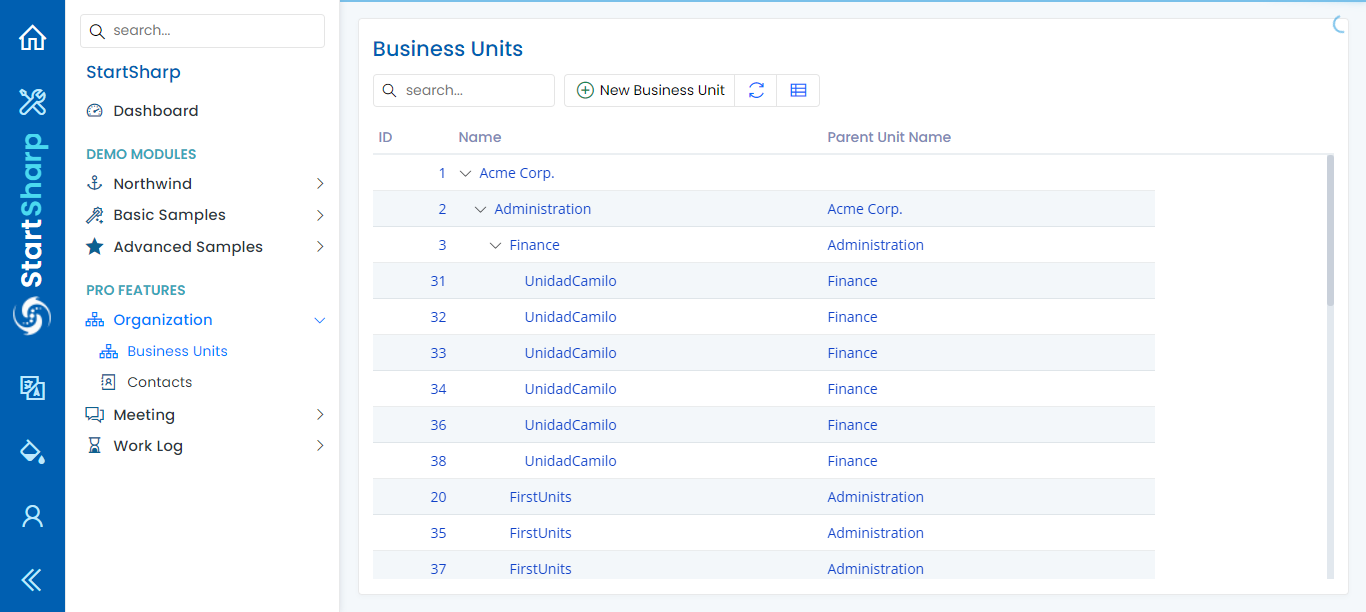 StartSharp
search...
StartSharp
Dashboard
DEMO MODULES
Northwind
Basic Samples
Advanced Samples
PRO FEATURES
Organization
Business Units
Contacts
Meeting
Work Log
Business Units
search...
New Business Unit
ID Name Parent Unit Name
1 Acme Corp.
2 Administration Acme Corp.
3 Finance Administration
31 UnidadCamilo Finance
32 UnidadCamilo Finance
33 UnidadCamilo Finance
34 UnidadCamilo Finance
36 UnidadCamilo Finance
38 UnidadCamilo Finance
20 FirstUnits Administration
35 FirstUnits Administration
37 FirstUnits Administration